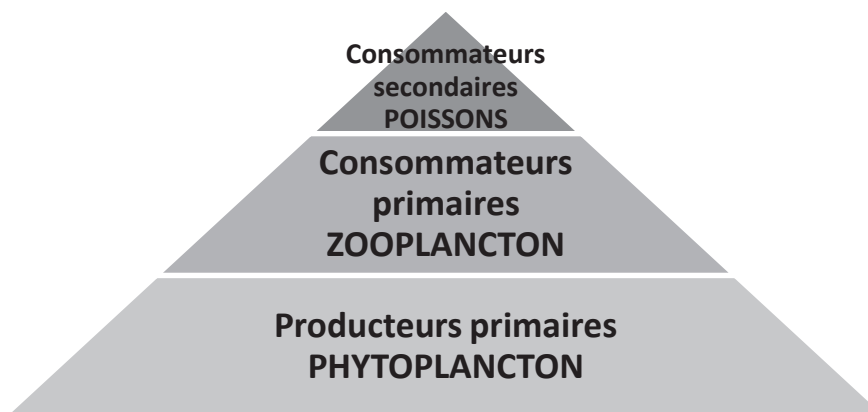 Consommateurs
secondaires
POISSONS
Consommateurs
primaires
ZOOPLANCTON
Producteurs primaires
PHYTOPLANCTON